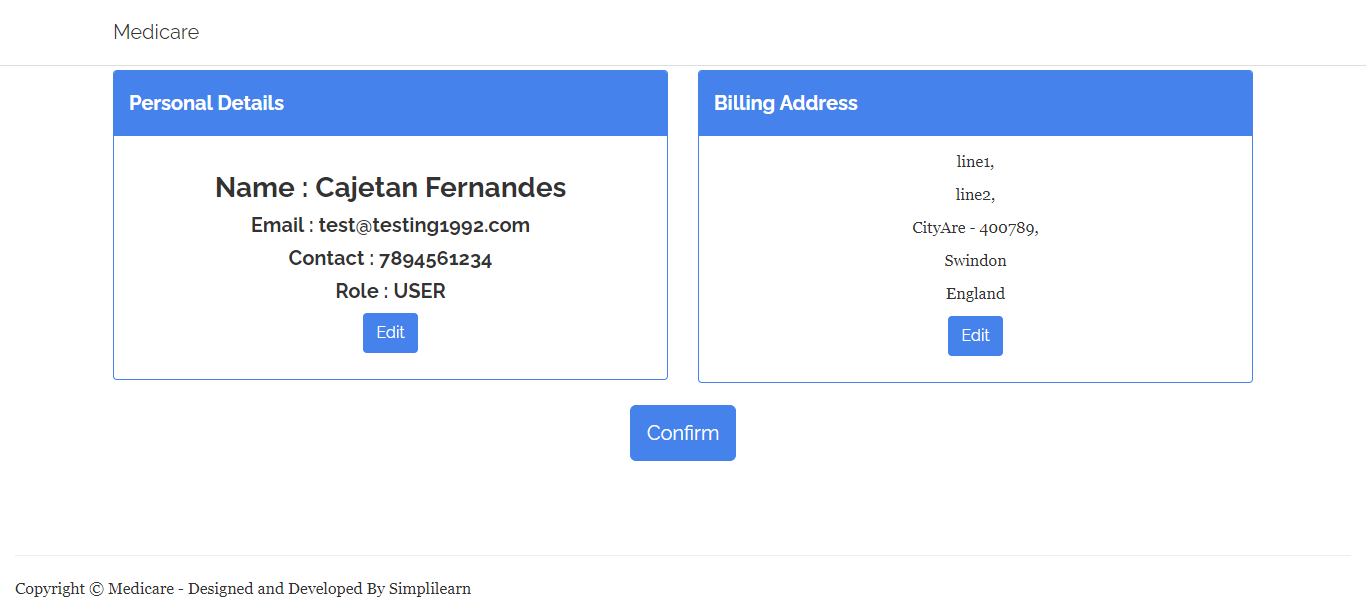 Medicare
Personal Details
Name : Cajetan Fernandes
Email : test@testing1992.com
Contact : 7894561234
Role : USER
Edit
Billing Address
line1,
line2,
CityAre - 400789,
Swindon
England
Edit
Confirm
Copyright © Medicare - Designed and Developed By Simplilearn